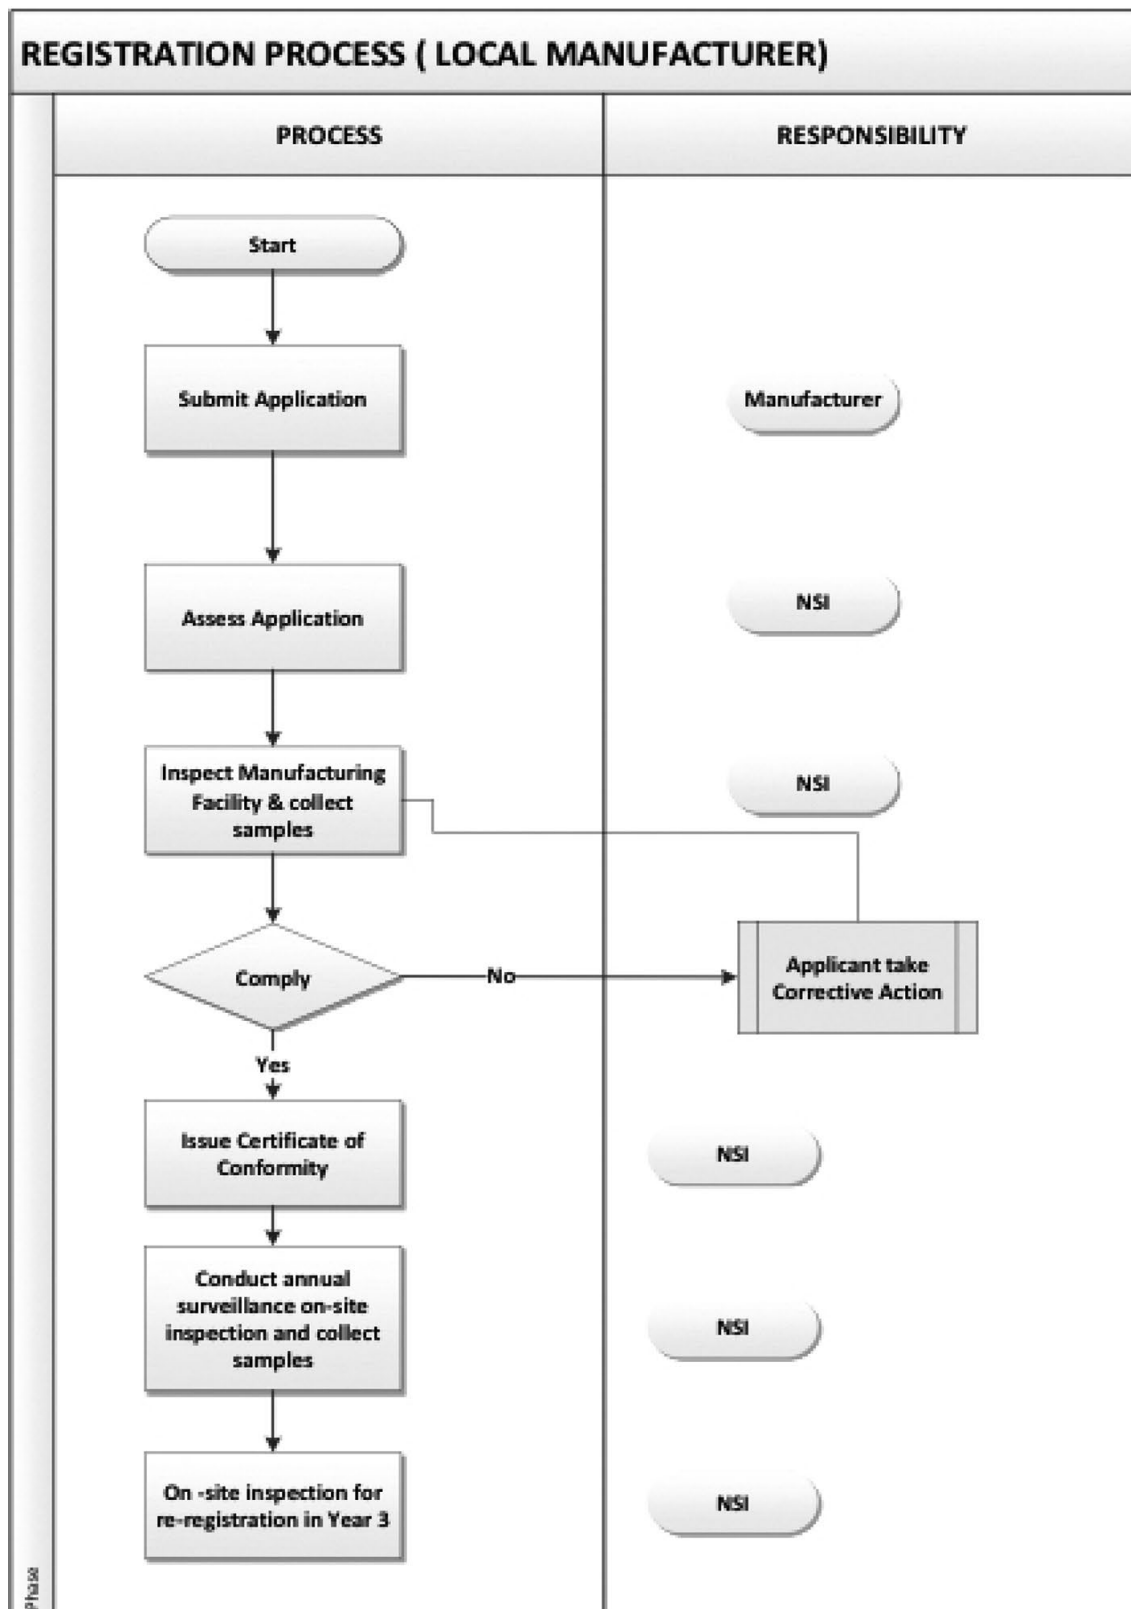 REGISTRATION PROCESS ( LOCAL MANUFACTURER)
PROCESS
RESPONSIBILITY
Start
Submit Application
Manufacturer
Assess Application
NSI
Inspect Manufacturing
Facility & collect
samples
NSI
Comply
No
Applicant take
Corrective Action
Yes
Issue Certificate of
Conformity
NSI
Conduct annual
surveillance on-site
inspection and collect
samples
NSI
On -site inspection for
re-registration in Year 3
NSI
Phase